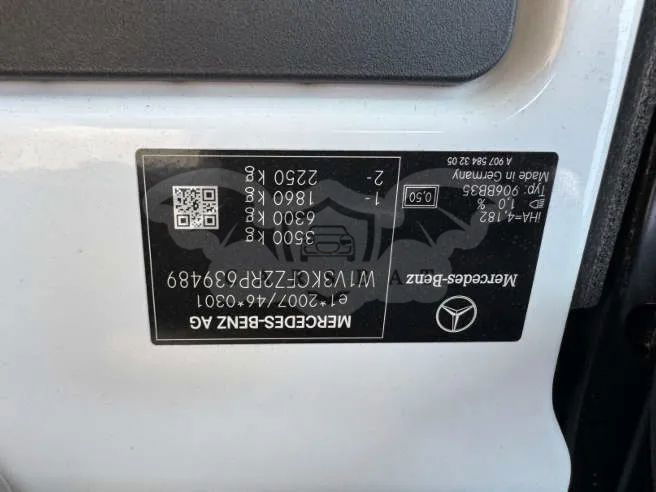 MERCEDES-BENZ AG
e1*2007/46*0301
W1V3KCFZ2RP639489
3500 kg
6300 kg
1- 1860 kg
2- 2250 kg
Mercedes-Benz
iHA=4,182
1.0 %
0,50
Typ: 906BB35
Made in Germany
A 907 584 32 05